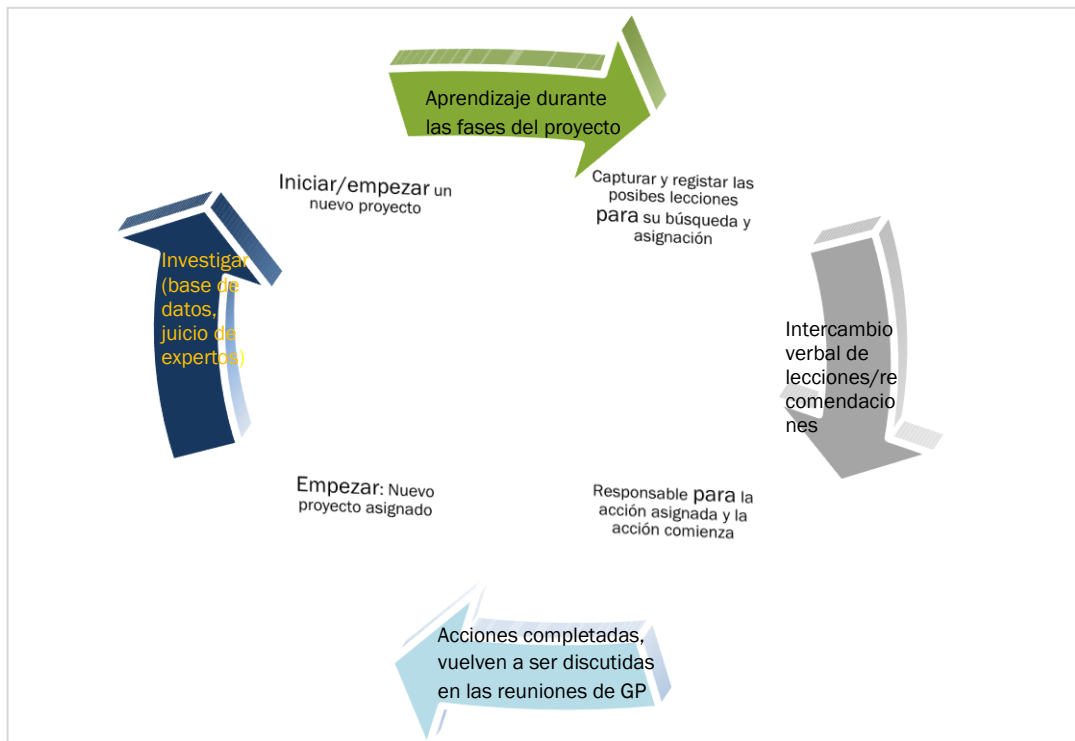 Aprendizaje durante
las fases del proyecto
Iniciar/empezar un
nuevo proyecto
Capturar y registar las
posibes lecciones
para su búsqueda y
asignación
Investigar
(base de
datos,
juicio de
expertos)
Intercambio
verbal de
lecciones/re
comendacio
nes
Empezar: Nuevo
proyecto asignado
Responsable para la
acción asignada y la
acción comienza
Acciones completadas,
vuelven a ser discutidas
en las reuniones de GP